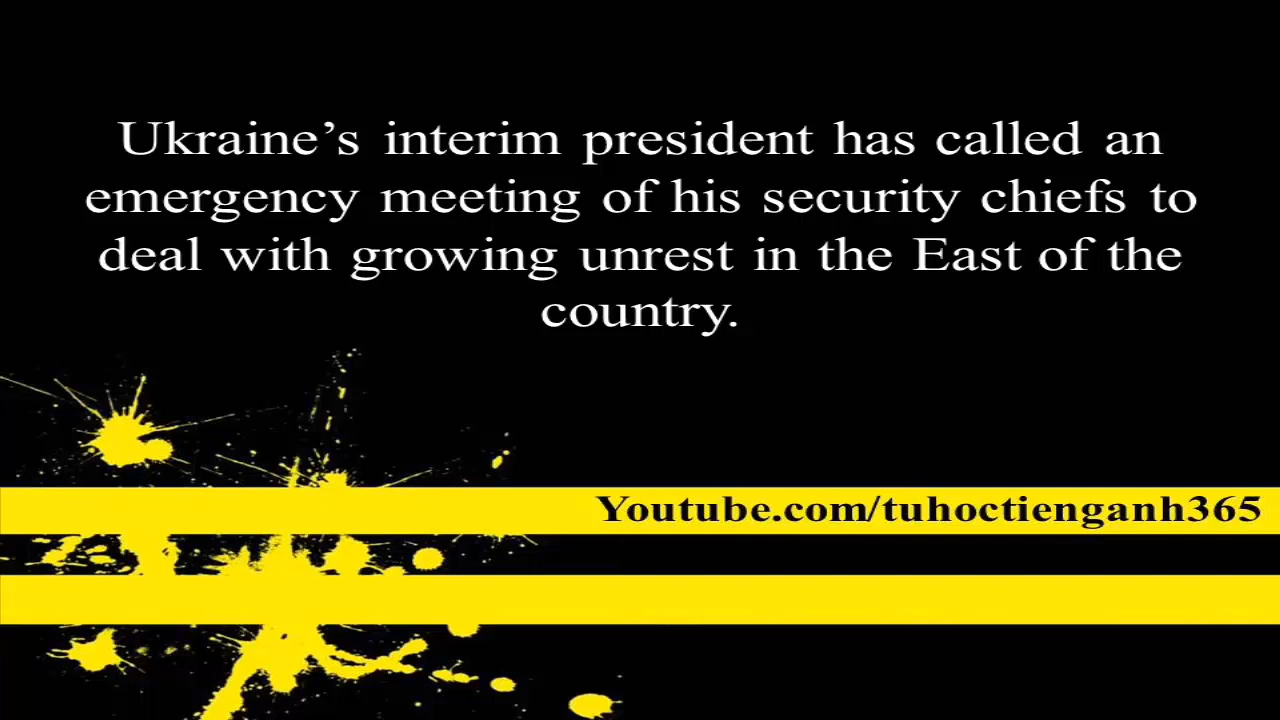 Ukraine’s interim president has called an
emergency meeting of his security chiefs to
deal with growing unrest in the East of the
country.
Youtube.com/tuhoctienganh365